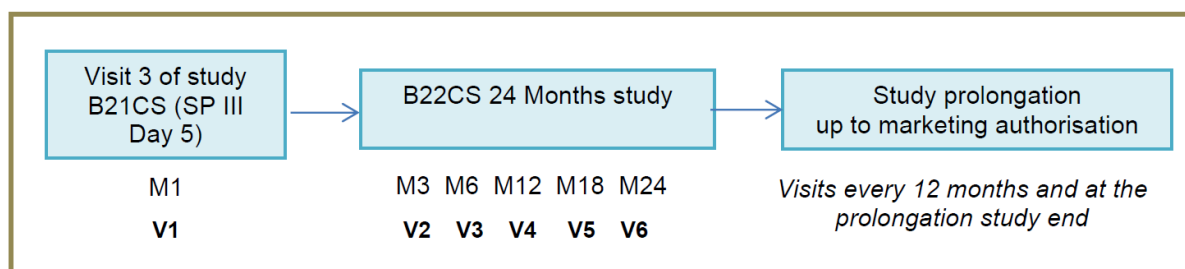 Visit 3 of study
B21CS (SP III
Day 5)
B22CS 24 Months study
Study prolongation
up to marketing authorisation
M1
V1
M3 M6 M12 M18 M24
V2 V3 V4 V5 V6
Visits every 12 months and at the
prolongation study end